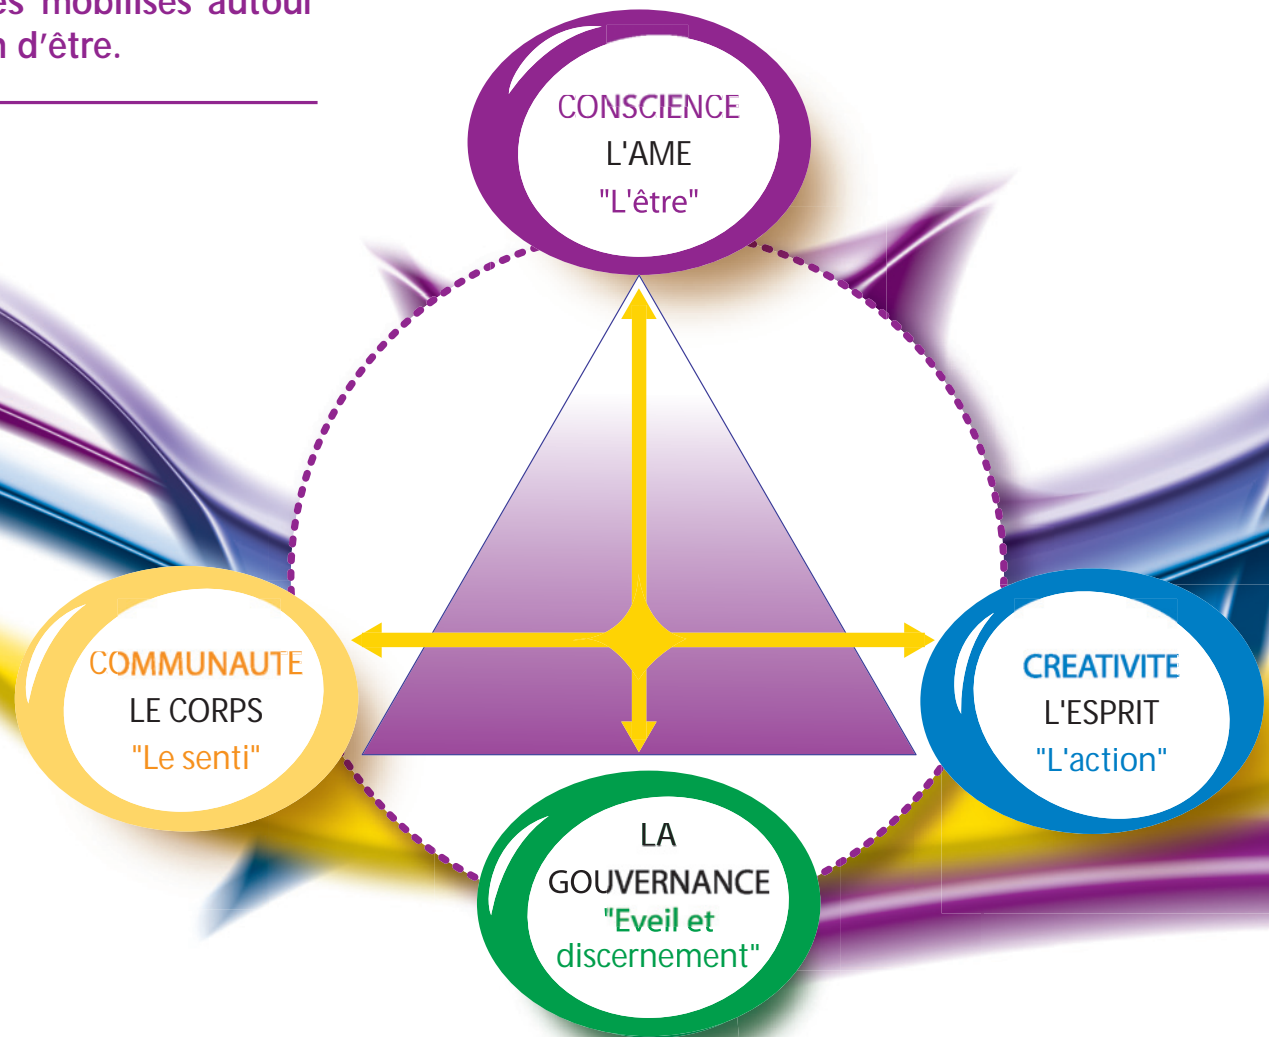 es mobilisés autour
n d'être.
CONSCIENCE
L'AME
"L'être"
COMMUNAUTE
LE CORPS
"Le senti"
CREATIVITE
L'ESPRIT
"L'action"
LA
GOUVERNANCE
"Eveil et
discernement"